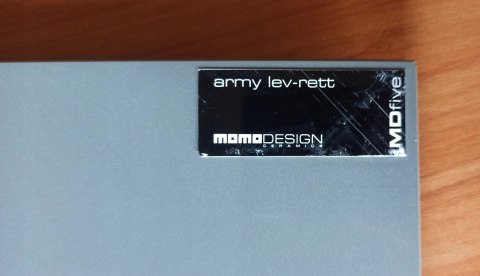 army lev-rett
momoDESIGN
CERAMICS
MDfive